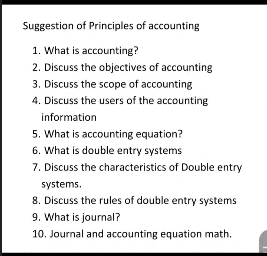 Suggestion of Principles of accounting
1. What is accounting?
2. Discuss the objectives of accounting
3. Discuss the scope of accounting
4. Discuss the users of the accounting
information
5. What is accounting equation?
6. What is double entry systems
7. Discuss the characteristics of Double entry
systems.
8. Discuss the rules of double entry systems
9. What is journal?
10. Journal and accounting equation math.